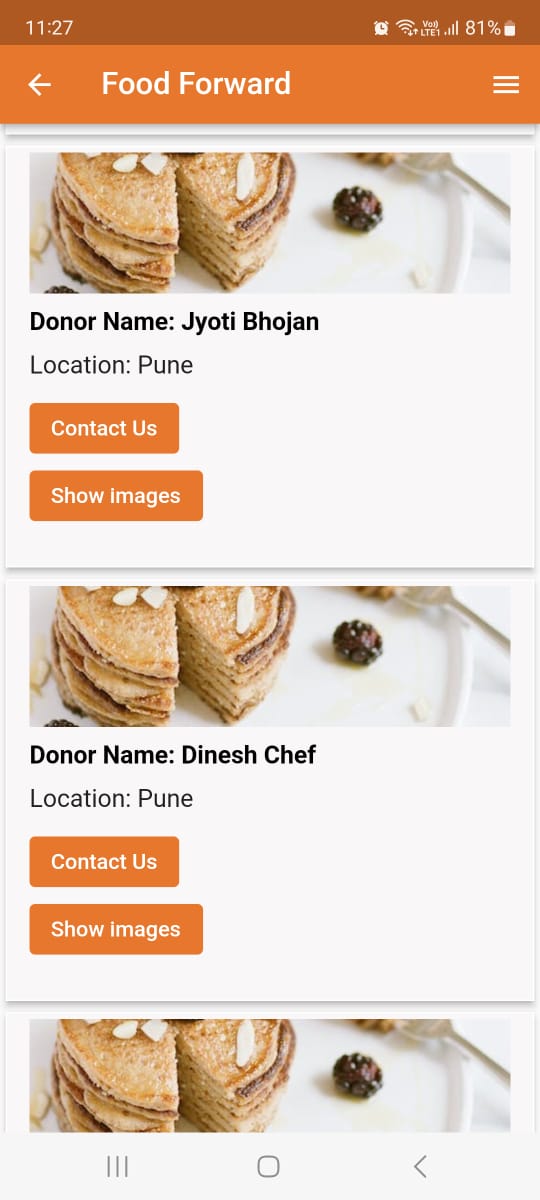 11:27
Vo))
LTE1
81%
Food Forward
Donor Name: Jyoti Bhojan
Location: Pune
Contact Us
Show images
Donor Name: Dinesh Chef
Location: Pune
Contact Us
Show images